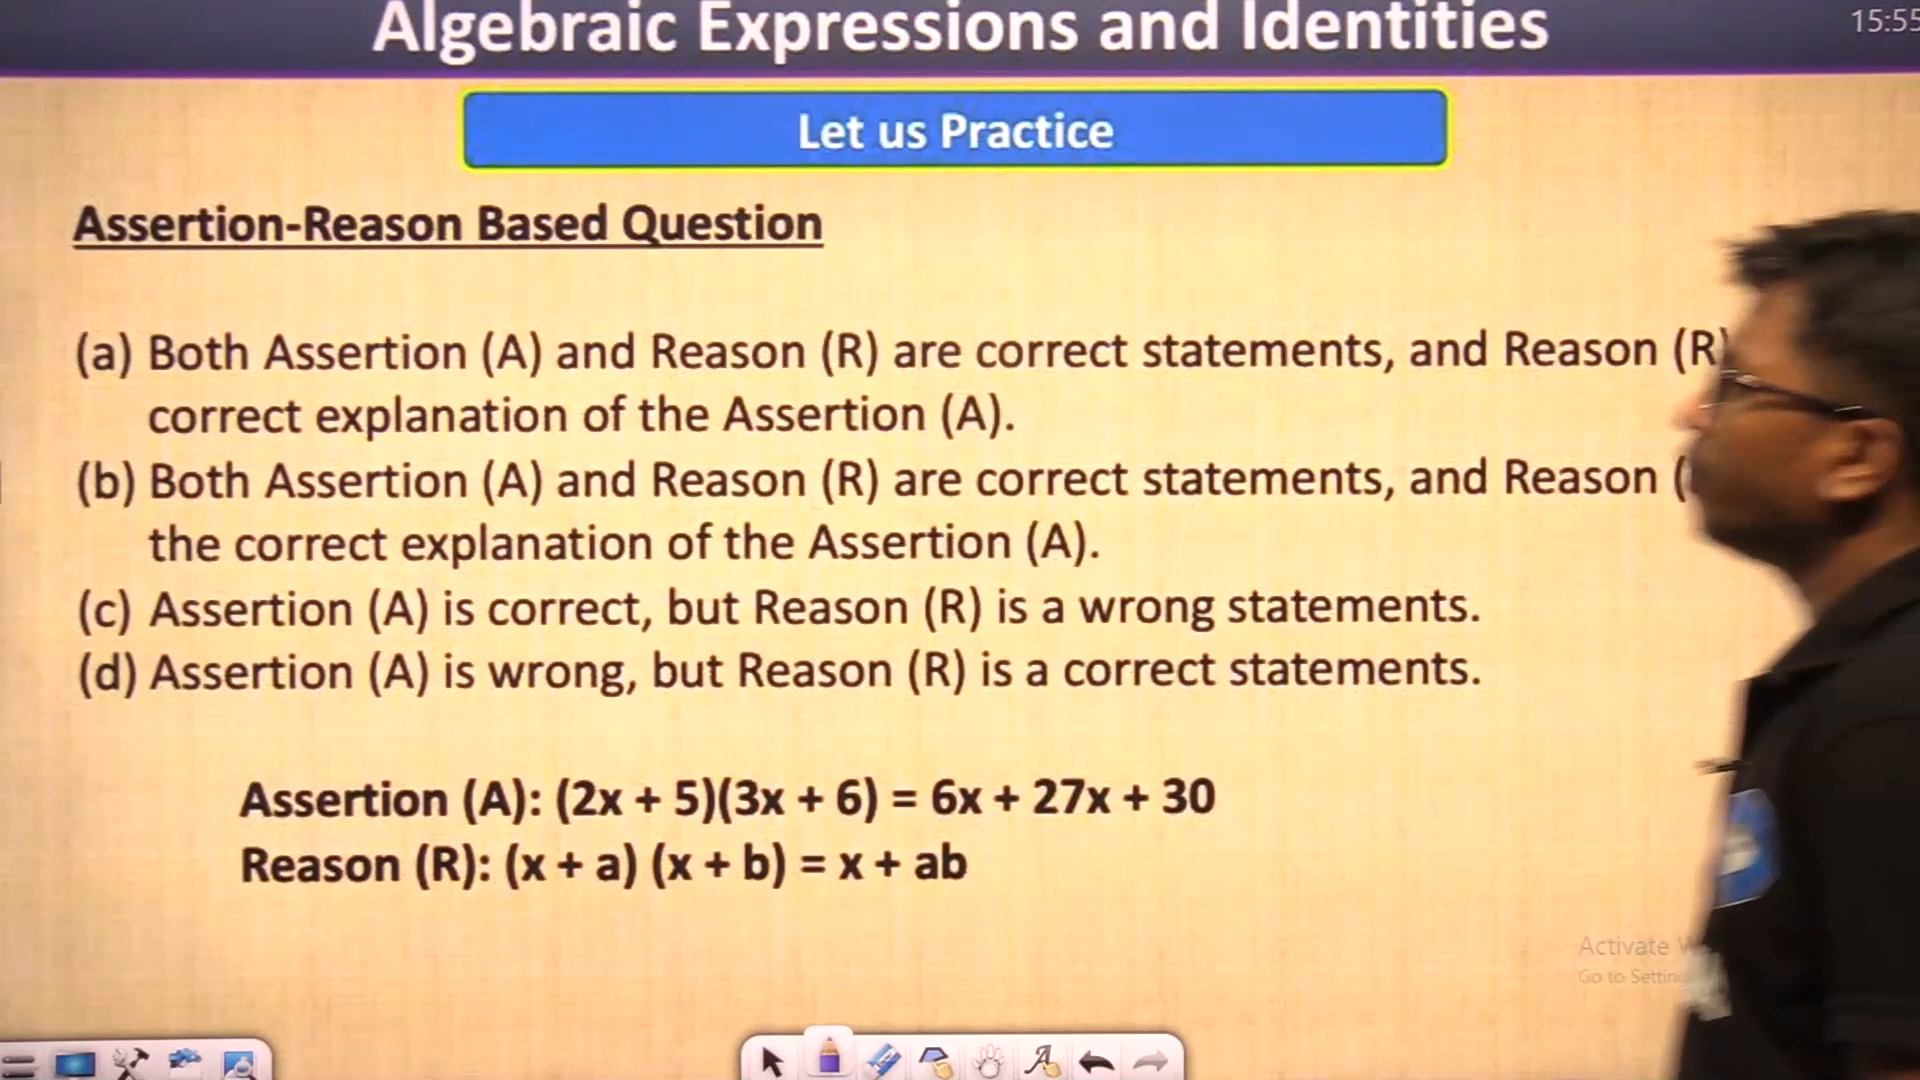 Algebraic Expressions and Identities
15:55
Let us Practice
Assertion-Reason Based Question
(a) Both Assertion (A) and Reason (R) are correct statements, and Reason (R)
correct explanation of the Assertion (A).
(b) Both Assertion (A) and Reason (R) are correct statements, and Reason (
the correct explanation of the Assertion (A).
(c) Assertion (A) is correct, but Reason (R) is a wrong statements.
(d) Assertion (A) is wrong, but Reason (R) is a correct statements.
Assertion (A): (2x + 5)(3x + 6) = 6x + 27x + 30
Reason (R): (x + a) (x + b) = x + ab
Activate
Go to